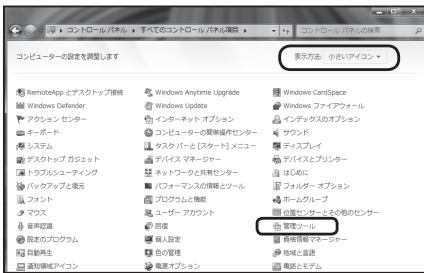 コントロール パネル ▸ すべてのコントロール パネル項目 ▸
コントロール パネルの検索
コンピューターの設定を調整します
表示方法: 小さいアイコン ▾
RemoteApp とデスクトップ接続
Windows Anytime Upgrade
Windows CardSpace
Windows Defender
Windows Update
Windows ファイアウォール
アクション センター
インターネット オプション
インデックスのオプション
キーボード
コンピューターの簡単操作センター
サウンド
システム
タスク バーと [スタート] メニュー
ディスプレイ
デスクトップ ガジェット
デバイス マネージャー
デバイスとプリンター
トラブルシューティング
ネットワークと共有センター
はじめに
バックアップと復元
パフォーマンスの情報とツール
フォルダー オプション
フォント
プログラムと機能
ホームグループ
マウス
ユーザー アカウント
位置センサーとその他のセンサー
音声認識
回復
管理ツール
既定のプログラム
個人設定
資格情報マネージャー
自動再生
色の管理
地域と言語
通知領域アイコン
電源オプション
電話とモデム